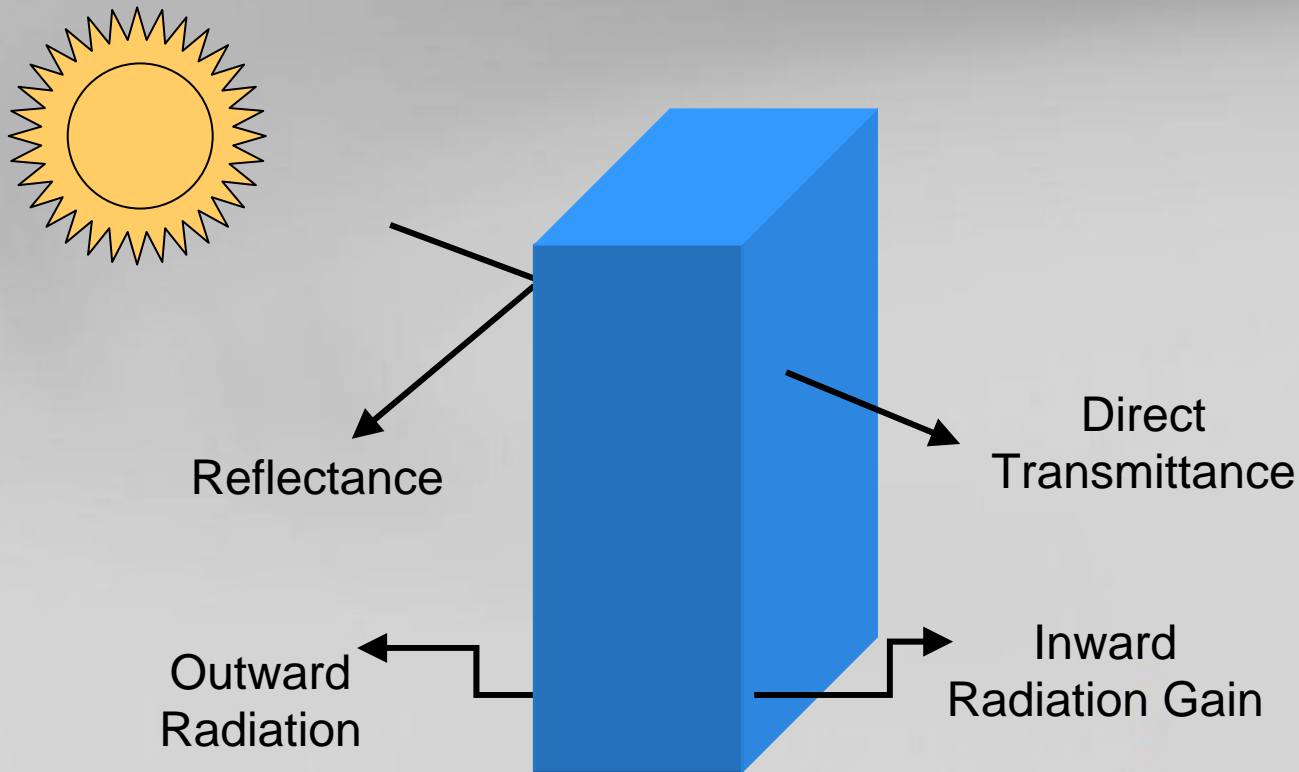 Reflectance
Direct
Transmittance
Outward
Radiation
Inward
Radiation Gain